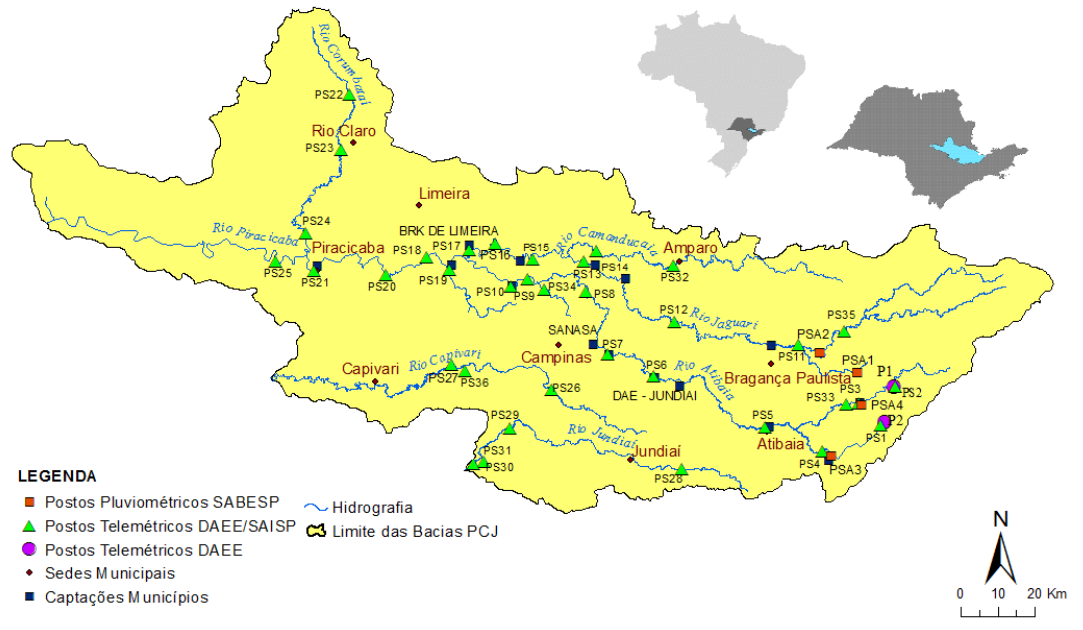 Rio Corumbataí
PS22
Rio Claro
PS23
Limeira
PS24
Rio Piracicaba
BRK DE LIMEIRA
Rio Camanducaí
Amparo
Piracicaba
PS18
PS17
PS16
PS15
PS14
PS13
PS32
PS25
PS21
PS20
PS19
PS10
PS9
PS34
PS8
PS12
Rio Jaguari
PS35
SANASA
PSA2
PS11
PS7
Campinas
PS6
Rio Atibaia
PSA1
Bragança Paulista
P1
PS2
Rio Capivari
Capivari
PS27
PS36
PS26
DAE - JUNDIAI
PS3
PS33
PSA4
P2
PS1
PS5
Atibaia
PS29
Rio Jundiaí
Jundiaí
PS28
PS4
PSA3
PS31
PS30
LEGENDA
Postos Pluviométricos SABESP
Postos Telemétricos DAEE/SAISP
Postos Telemétricos DAEE
Sedes Municipais
Captações Municípios
Hidrografia
Limite das Bacias PCJ
N
0 10 20 Km